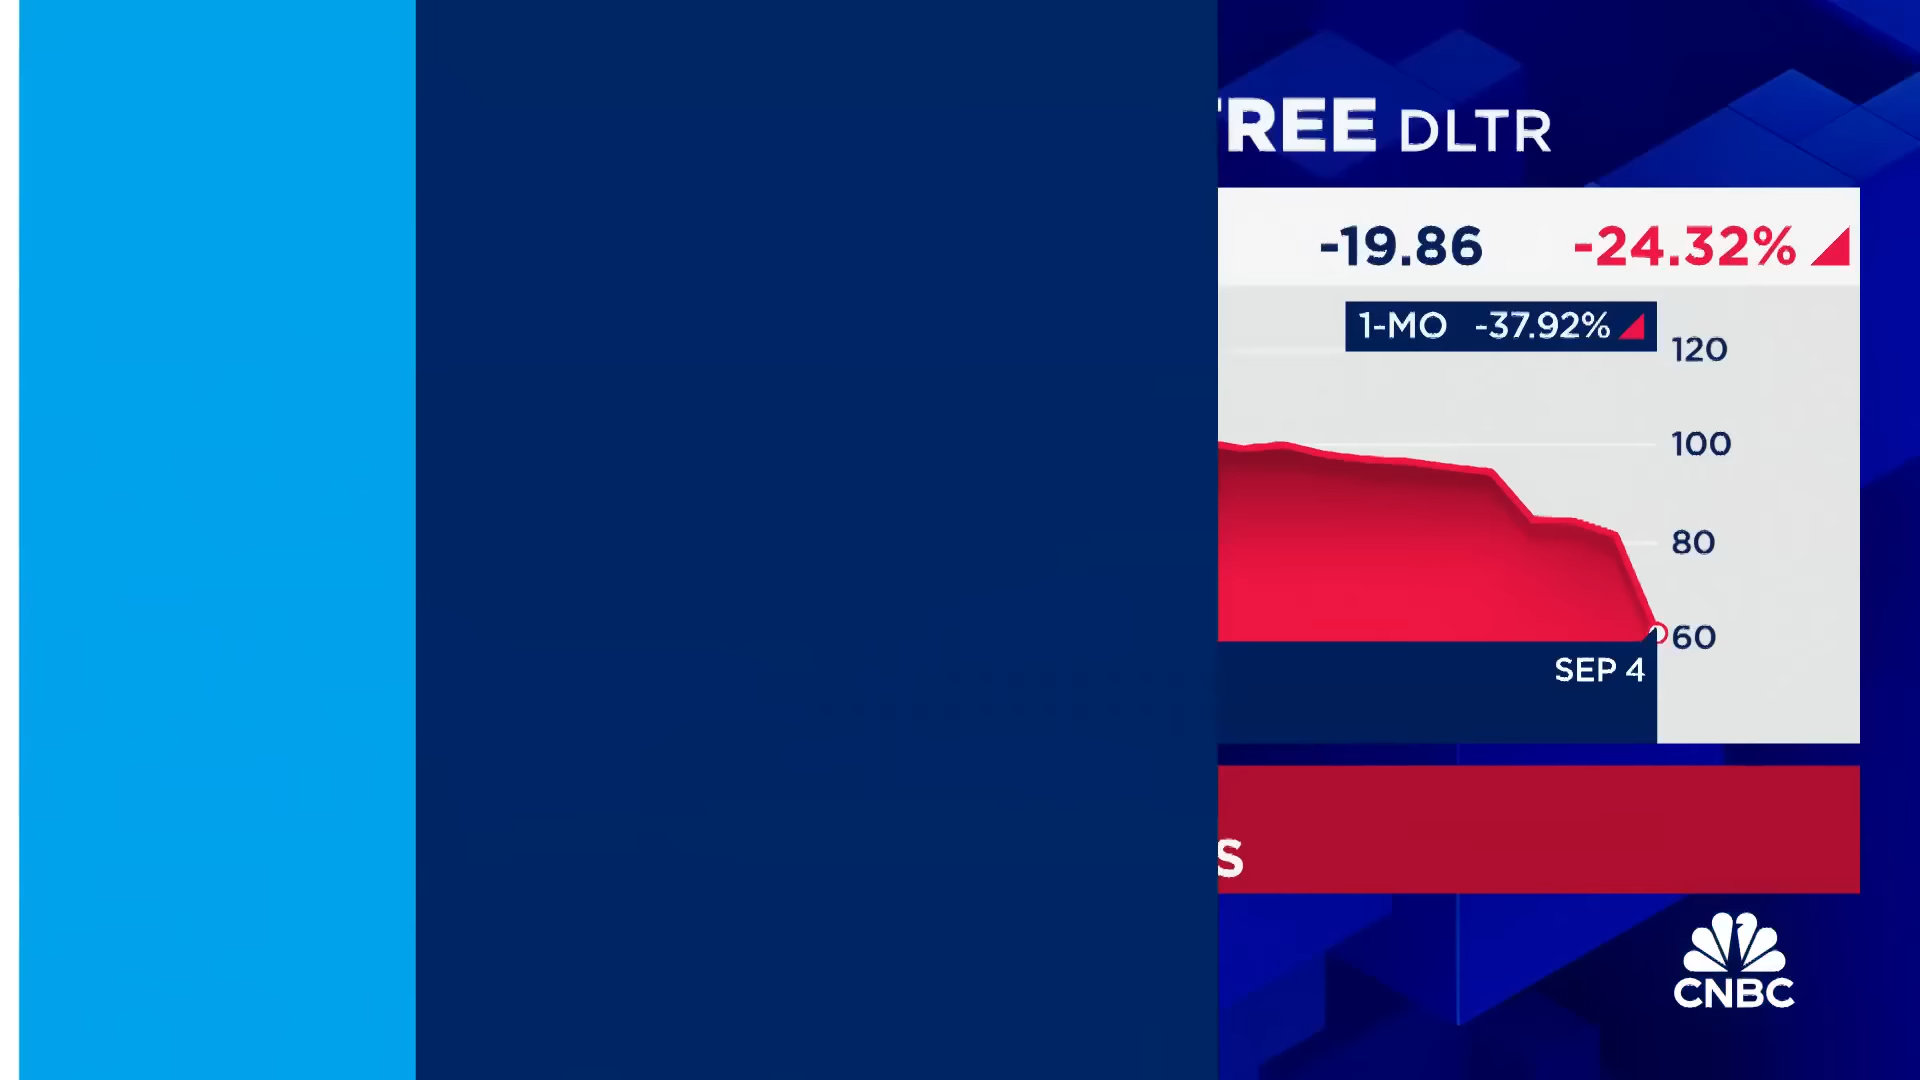 REE DLTR
-19.86 -24.32%
1-MO -37.92%
120
100
80
60
SEP 4
S
CNBC